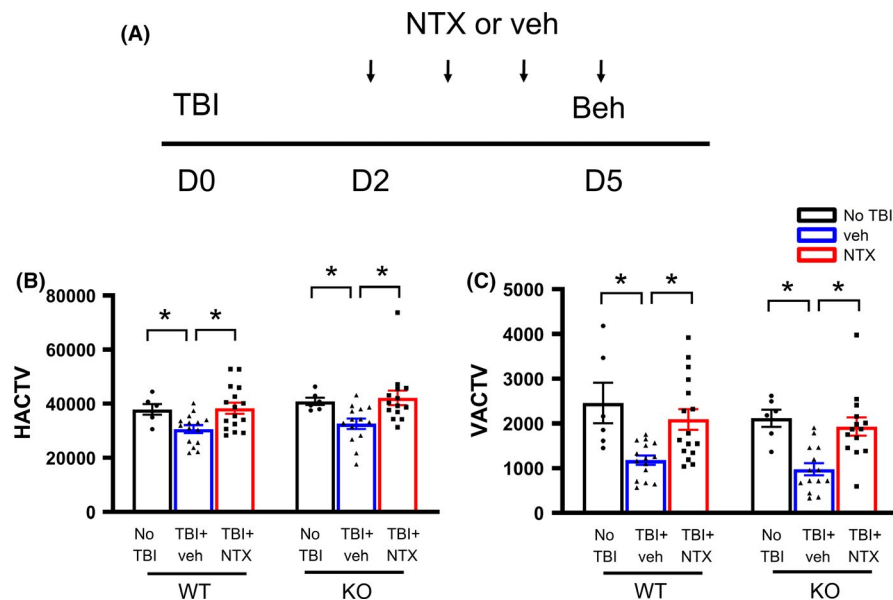 (A)
NTX or veh
TBI
Beh
D0 D2 D5
No TBI
veh
NTX
(B)
HACTV
80000
60000
40000
20000
0
* *
* *
No TBI
TBI+ veh
TBI+ NTX
No TBI
TBI+ veh
TBI+ NTX
WT
KO
(C)
VACTV
5000
4000
3000
2000
1000
0
* *
* *
No TBI
TBI+ veh
TBI+ NTX
No TBI
TBI+ veh
TBI+ NTX
WT
KO